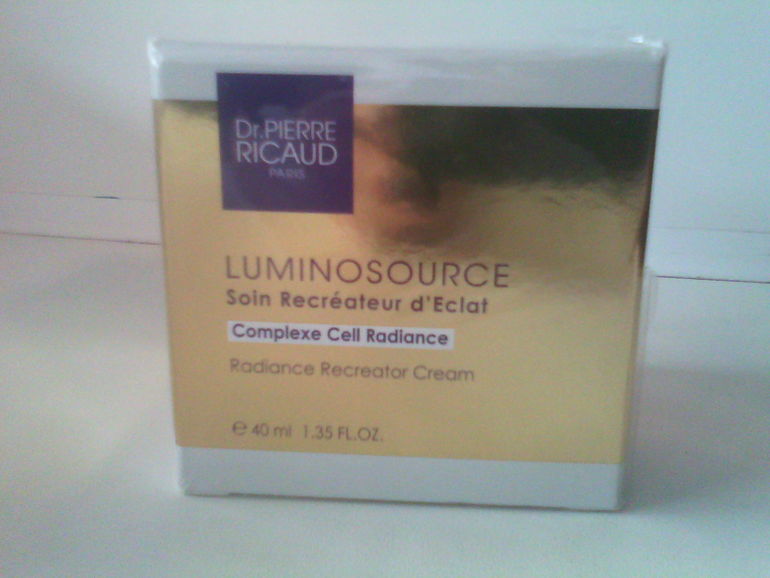 Dr.PIERRE
RICAUD
PARIS
LUMINOSOURCE
Soin Recréateur d'Eclat
Complexe Cell Radiance
Radiance Recreator Cream
℮ 40 ml 1.35 FL.OZ.